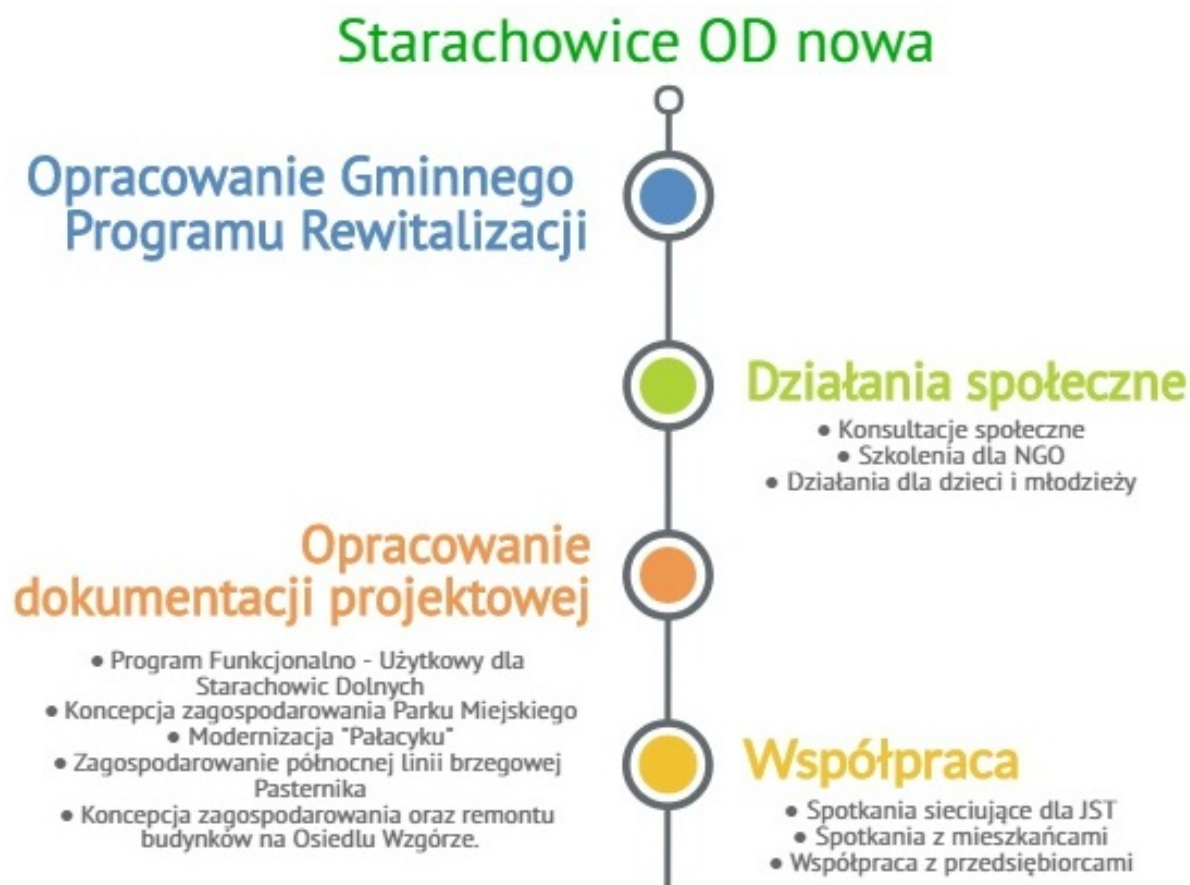 Starachowice OD nowa
Opracowanie Gminnego
Programu Rewitalizacji
Działania społeczne
● Konsultacje społeczne
● Szkolenia dla NGO
● Działania dla dzieci i młodzieży
Opracowanie
dokumentacji projektowej
● Program Funkcjonalno - Użytkowy dla
Starachowic Dolnych
● Koncepcja zagospodarowania Parku Miejskiego
● Modernizacja "Pałacyku"
● Zagospodarowanie północnej linii brzegowej
Pasternika
● Koncepcja zagospodarowania oraz remontu
budynków na Osiedlu Wzgórze.
Współpraca
● Spotkania sieciujące dla JST
● Spotkania z mieszkańcami
● Współpraca z przedsiębiorcami